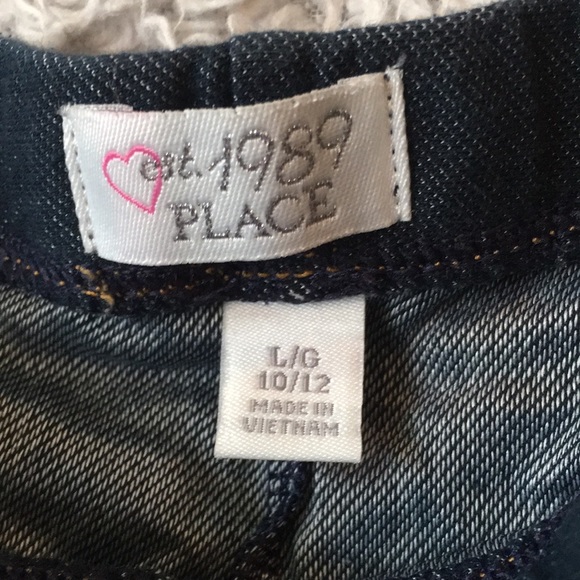 est. 1989
PLACE
L/G
10/12
MADE IN
VIETNAM